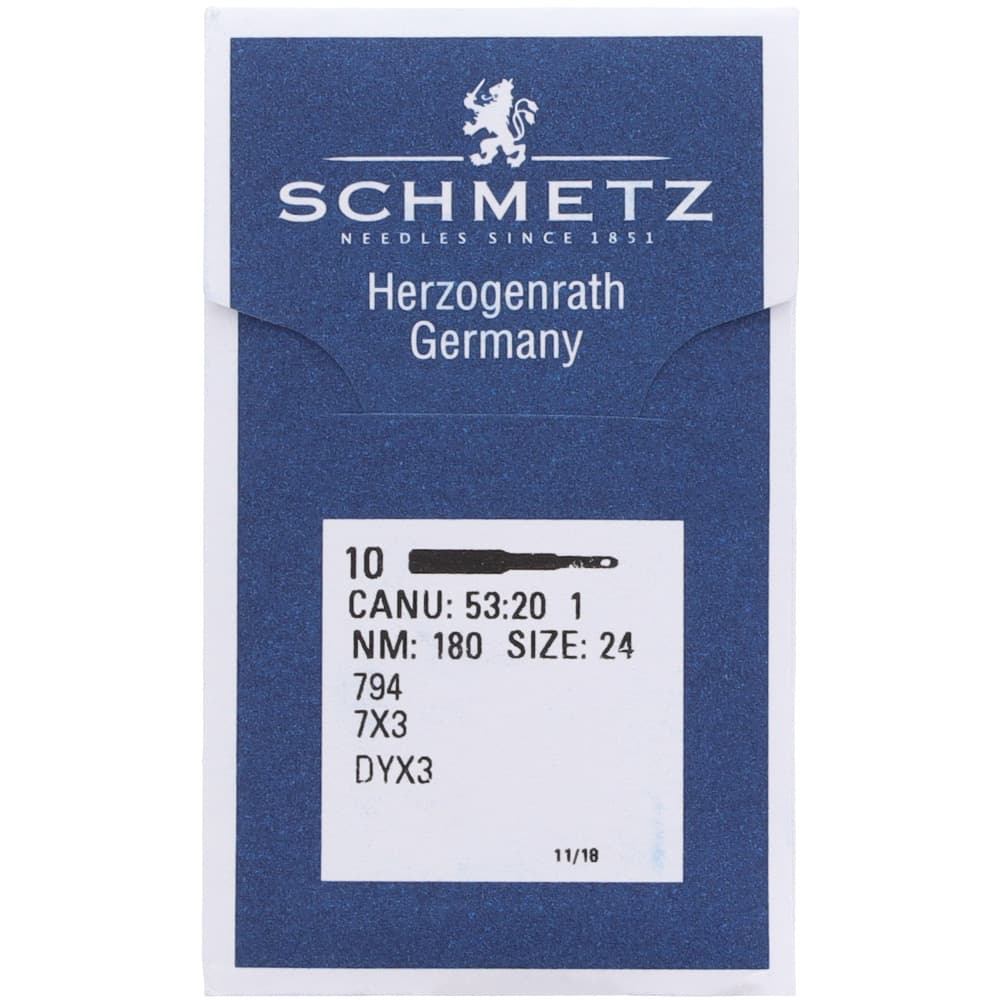 SCHMETZ
NEEDLES SINCE 1851
Herzogenrath
Germany
10
CANU: 53:20 1
NM: 180 SIZE: 24
794
7X3
DYX3
11/18